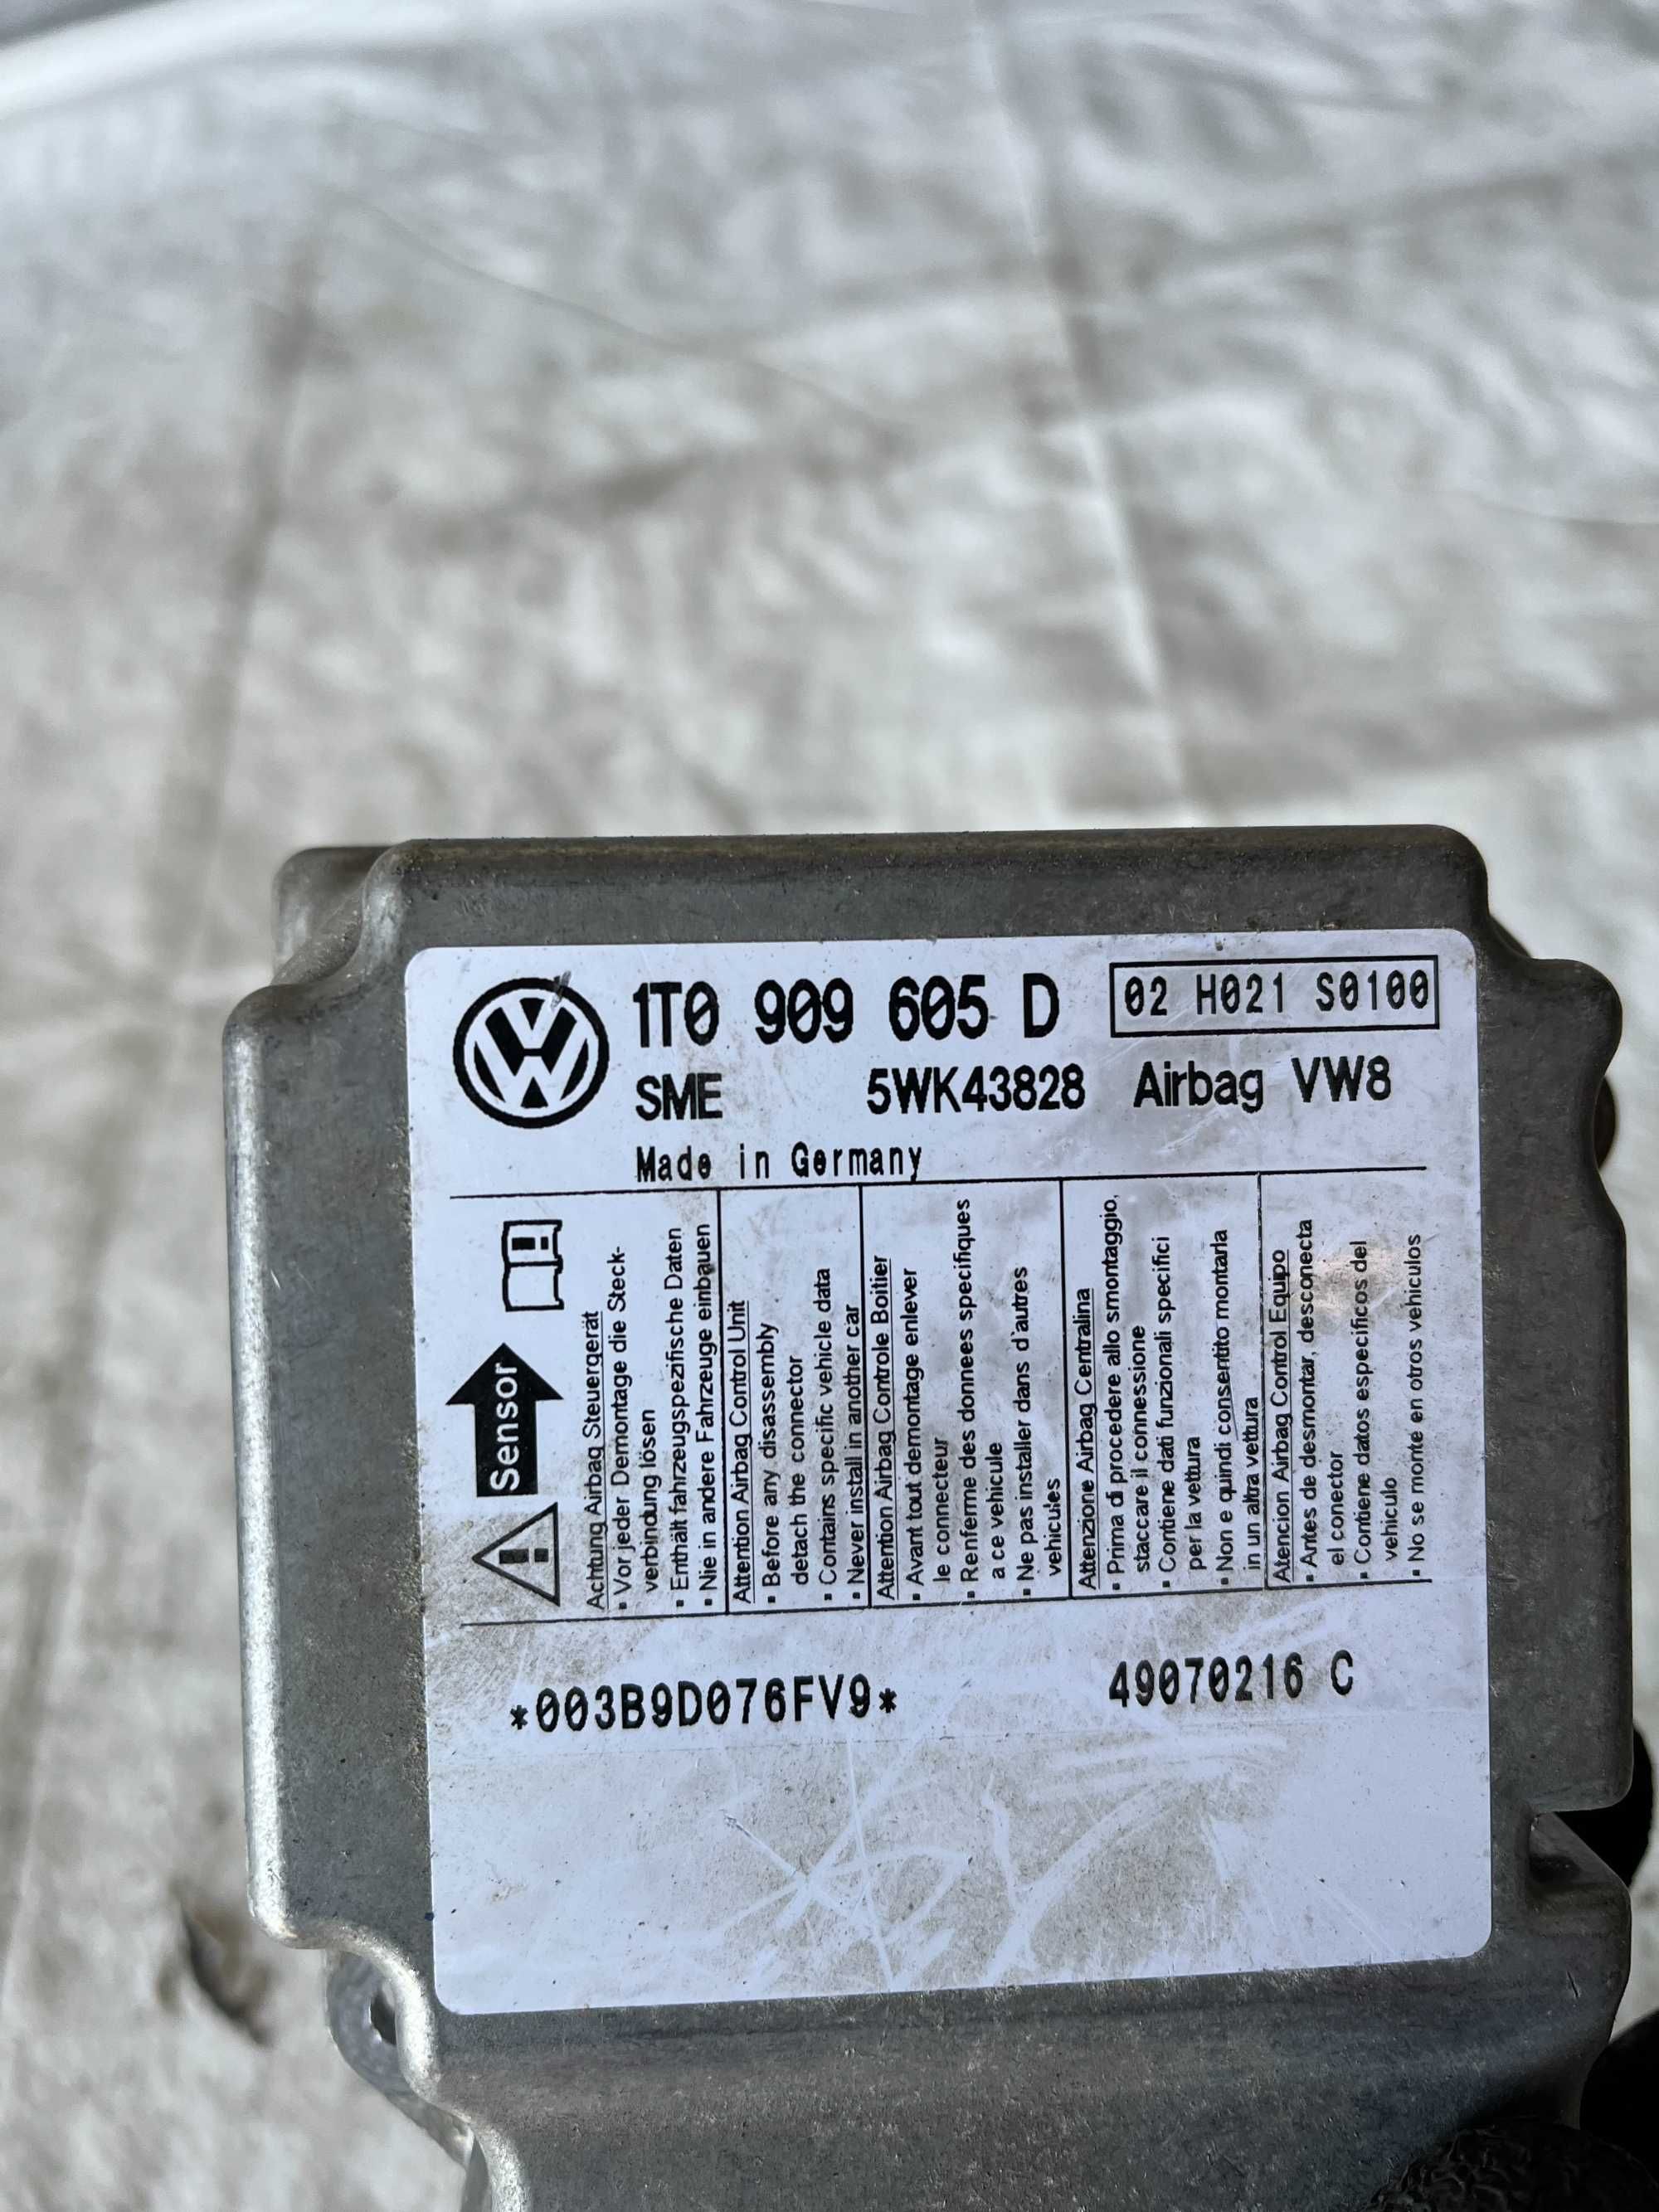 1T0 909 605 D 02 H021 S0100
SME 5WK43828 Airbag VW8
Made in Germany
Sensor
Achtung Airbag Steuergerät
▪ Vor jeder Demontage die Steck-
verbindung lösen
▪ Enthält fahrzeugspezifische Daten
▪ Nie in andere Fahrzeuge einbauen
Attention Airbag Control Unit
▪ Before any disassembly
detach the connector
▪ Contains specific vehicle data
▪ Never install in another car
Attention Airbag Controle Boitier
▪ Avant tout demontage enlever
le connecteur
▪ Renferme des donnees specifiques
a ce vehicule
▪ Ne pas installer dans d'autres
vehicules
Attenzione Airbag Centralina
▪ Prima di procedere allo smontaggio,
staccare il connessione
▪ Contiene dati funzionali specifici
per la vettura
▪ Non e quindi consentito montarla
in un altra vettura
Atencion Airbag Control Equipo
▪ Antes de desmontar, desconecta
el conector
▪ Contiene datos especificos del
vehiculo
▪ No se monte en otros vehiculos
*003B9D076FV9* 49070216 C